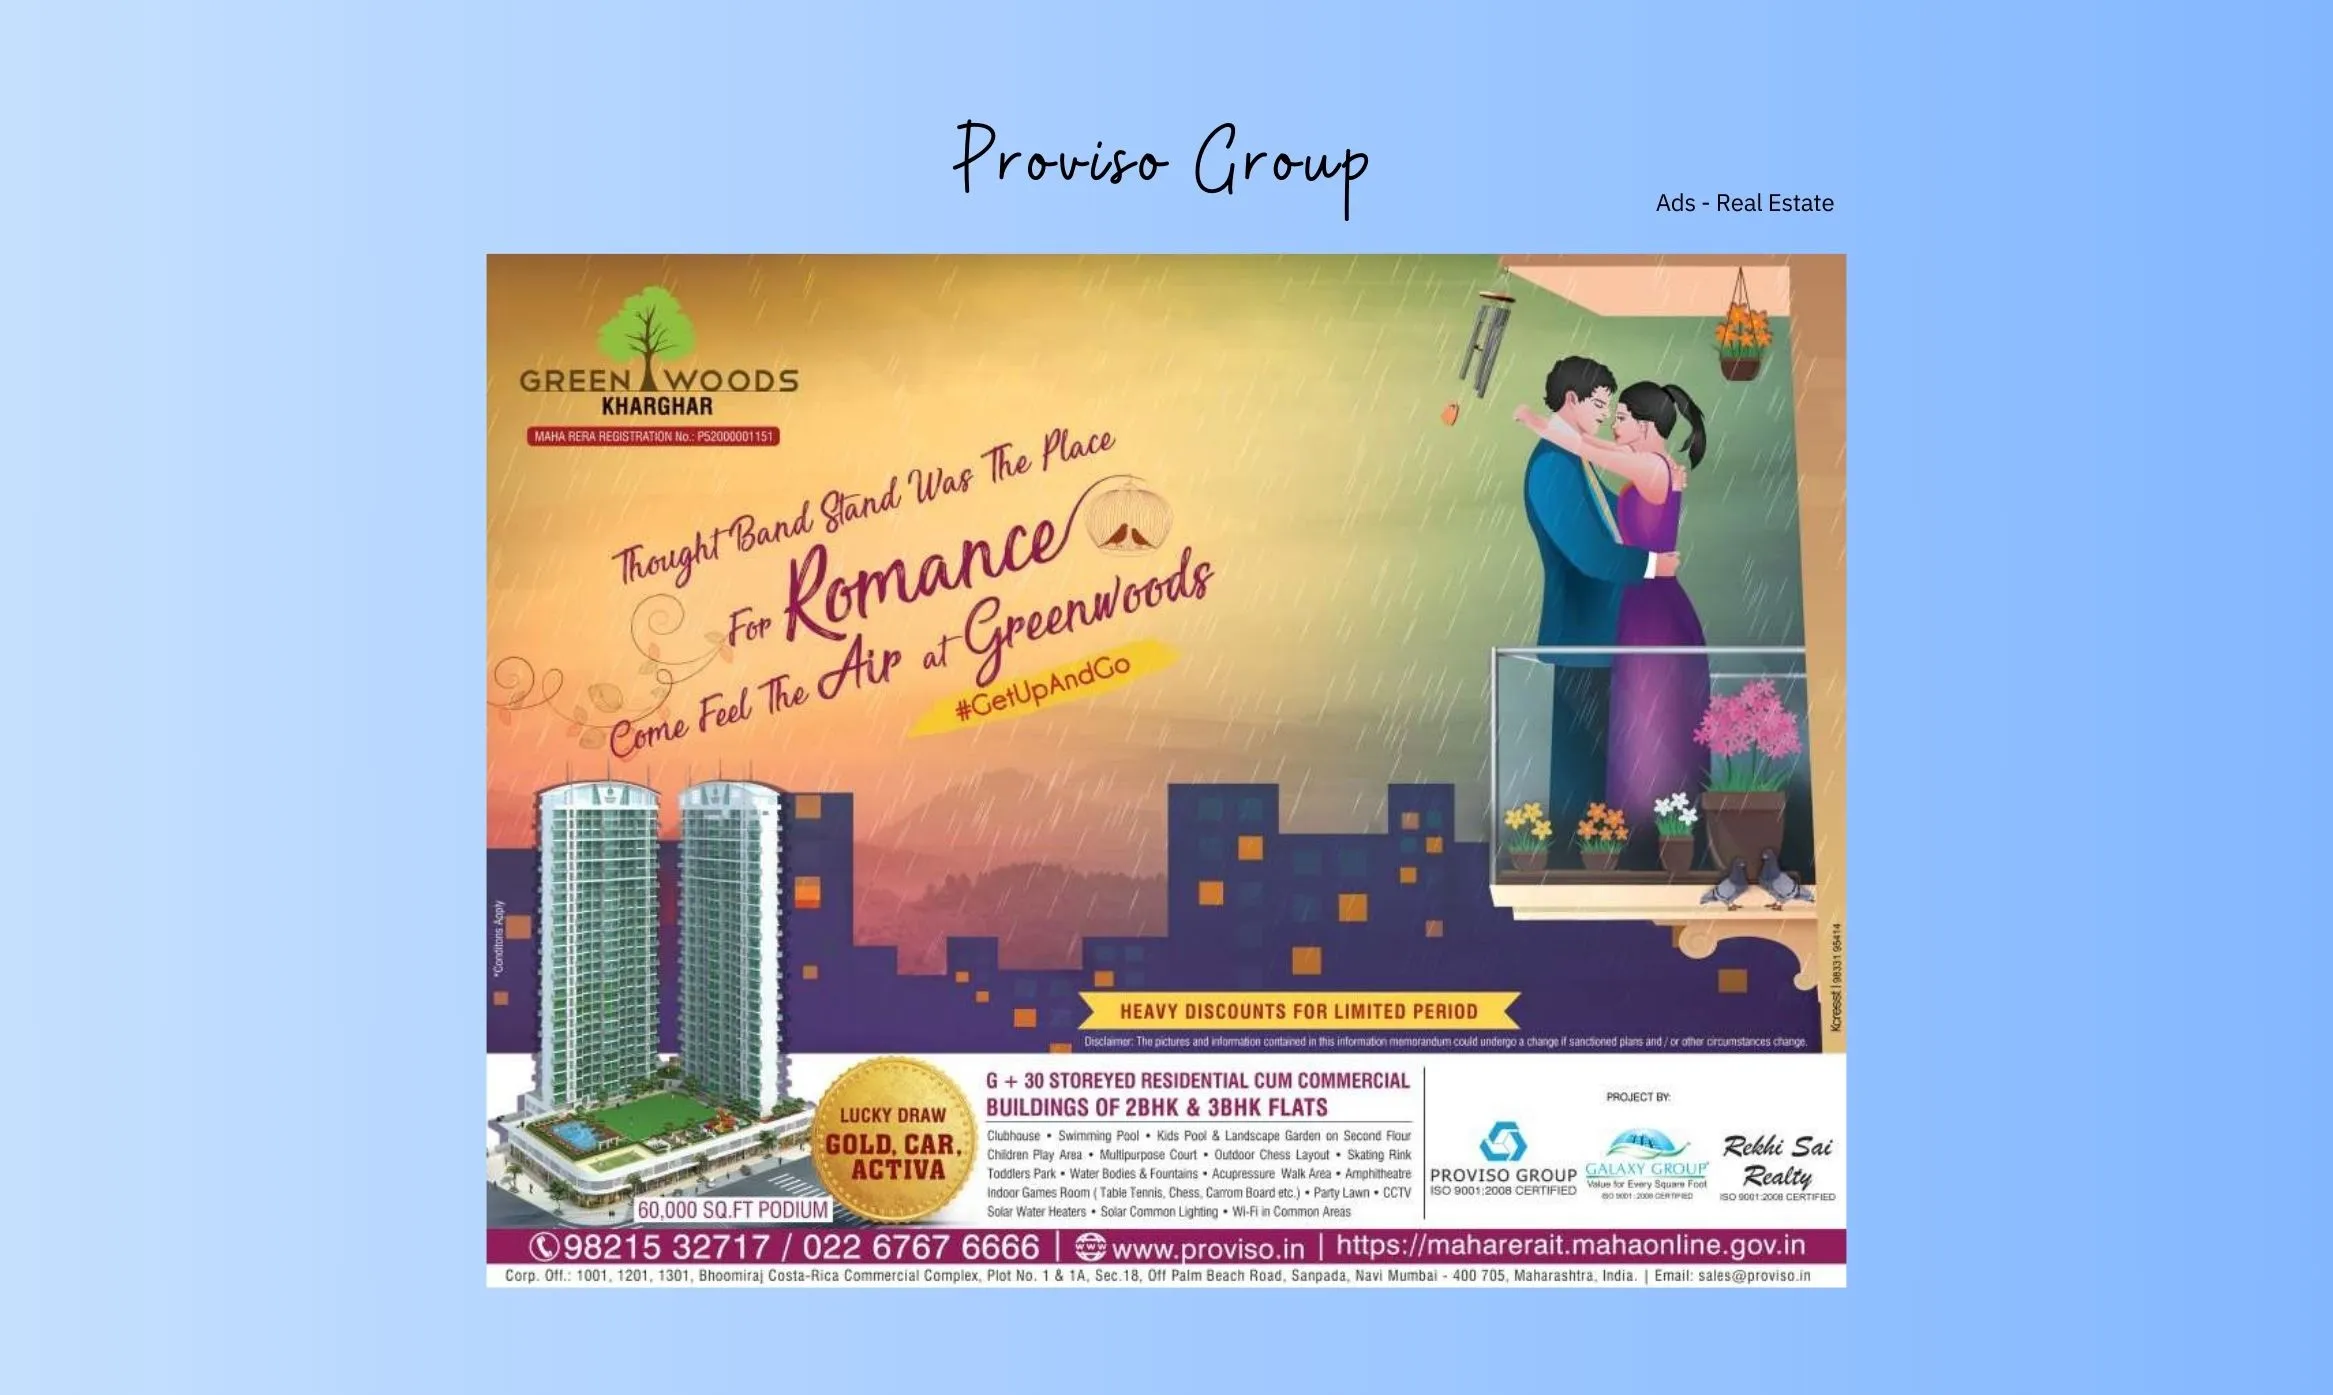 Proviso Group
Ads - Real Estate
GREEN WOODS
KHARGHAR
MAHA RERA REGISTRATION No.: P52000001151
Thought Band Stand Was The Place
For Romance
Come Feel The Air at Greenwoods
#GetUpAndGo
*Conditions Apply
Kcreesst | 98331 95414
HEAVY DISCOUNTS FOR LIMITED PERIOD
Disclaimer: The pictures and information contained in this information memorandum could undergo a change if sanctioned plans and / or other circumstances change.
60,000 SQ.FT PODIUM
LUCKY DRAW
GOLD, CAR,
ACTIVA
G + 30 STOREYED RESIDENTIAL CUM COMMERCIAL
BUILDINGS OF 2BHK & 3BHK FLATS
Clubhouse • Swimming Pool • Kids Pool & Landscape Garden on Second Flour
Children Play Area • Multipurpose Court • Outdoor Chess Layout • Skating Rink
Toddlers Park • Water Bodies & Fountains • Acupressure Walk Area • Amphitheatre
Indoor Games Room ( Table Tennis, Chess, Carrom Board etc.) • Party Lawn • CCTV
Solar Water Heaters • Solar Common Lighting • Wi-Fi in Common Areas
PROJECT BY:
PROVISO GROUP
ISO 9001:2008 CERTIFIED
GALAXY GROUP
Value for Every Square Foot
ISO 9001:2008 CERTIFIED
Rekhi Sai
Realty
ISO 9001:2008 CERTIFIED
98215 32717 / 022 6767 6666 | www www.proviso.in | https://maharerait.mahaonline.gov.in
Corp. Off.: 1001, 1201, 1301, Bhoomiraj Costa-Rica Commercial Complex, Plot No. 1 & 1A, Sec.18, Off Palm Beach Road, Sanpada, Navi Mumbai - 400 705, Maharashtra, India. | Email: sales@proviso.in